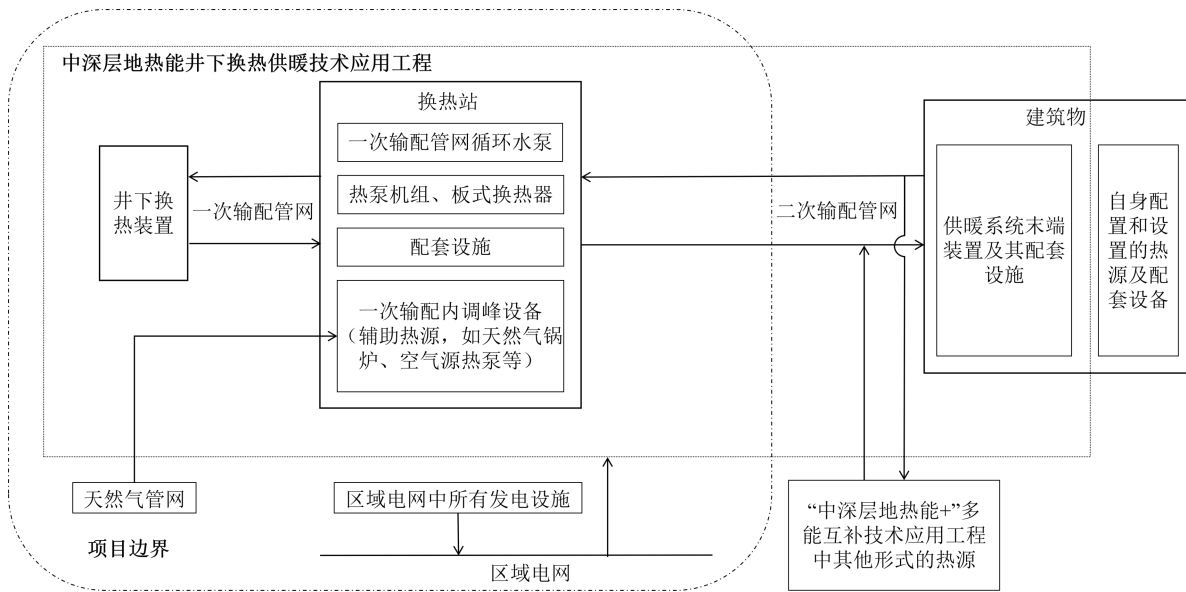 中深层地热能井下换热供暖技术应用工程
换热站
一次输配管网循环水泵
热泵机组、板式换热器
配套设施
一次输配内调峰设备
（辅助热源，如天然气锅
炉、空气源热泵等）
井下换
热装置
一次输配管网
二次输配管网
建筑物
供暖系统末端
装置及其配套
设施
自身配
置和设
置的热
源及配
套设备
天然气管网
项目边界
区域电网中所有发电设施
区域电网
“中深层地热能+”多
能互补技术应用工程
中其他形式的热源